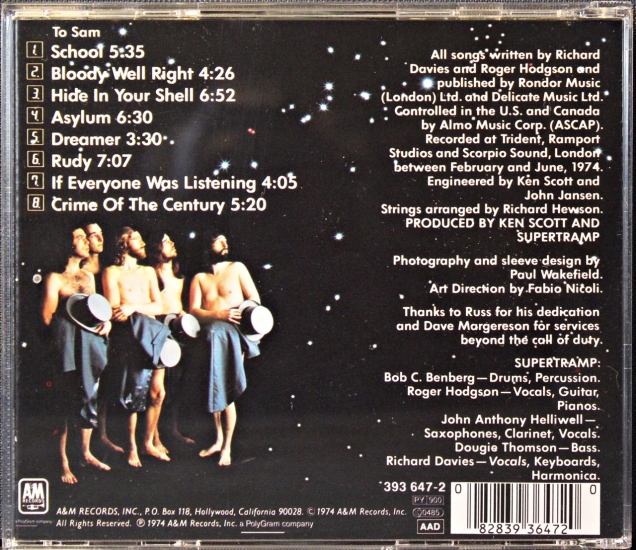 To Sam
1. School 5:35
2. Bloody Well Right 4:26
3. Hide In Your Shell 6:52
4. Asylum 6:30
5. Dreamer 3:30
6. Rudy 7:07
7. If Everyone Was Listening 4:05
8. Crime Of The Century 5:20
All songs written by Richard
Davies and Roger Hodgson and
published by Rondor Music
(London) Ltd. and Delicate Music Ltd.
Controlled in the U.S. and Canada
by Almo Music Corp. (ASCAP).
Recorded at Trident, Ramport
Studios and Scorpio Sound, London
between February and June, 1974.
Engineered by Ken Scott and
John Jansen.
Strings arranged by Richard Hewson.
PRODUCED BY KEN SCOTT AND
SUPERTRAMP
Photography and sleeve design by
Paul Wakefield.
Art Direction by Fabio Nicoli.
Thanks to Russ for his dedication
and Dave Margereson for services
beyond the call of duty.
SUPERTRAMP:
Bob C. Benberg—Drums, Percussion.
Roger Hodgson—Vocals, Guitar,
Pianos.
John Anthony Helliwell—
Saxophones, Clarinet, Vocals.
Dougie Thomson—Bass.
Richard Davies—Vocals, Keyboards,
Harmonica.
393 647-2
PY 900
0485
AAD
0 82839 36472 0
A&M
RECORDS
a PolyGram company
A&M RECORDS, INC., P.O. Box 118, Hollywood, California 90028. © 1974 A&M Records, Inc.
All Rights Reserved. ℗ 1974 A&M Records, Inc. a PolyGram company